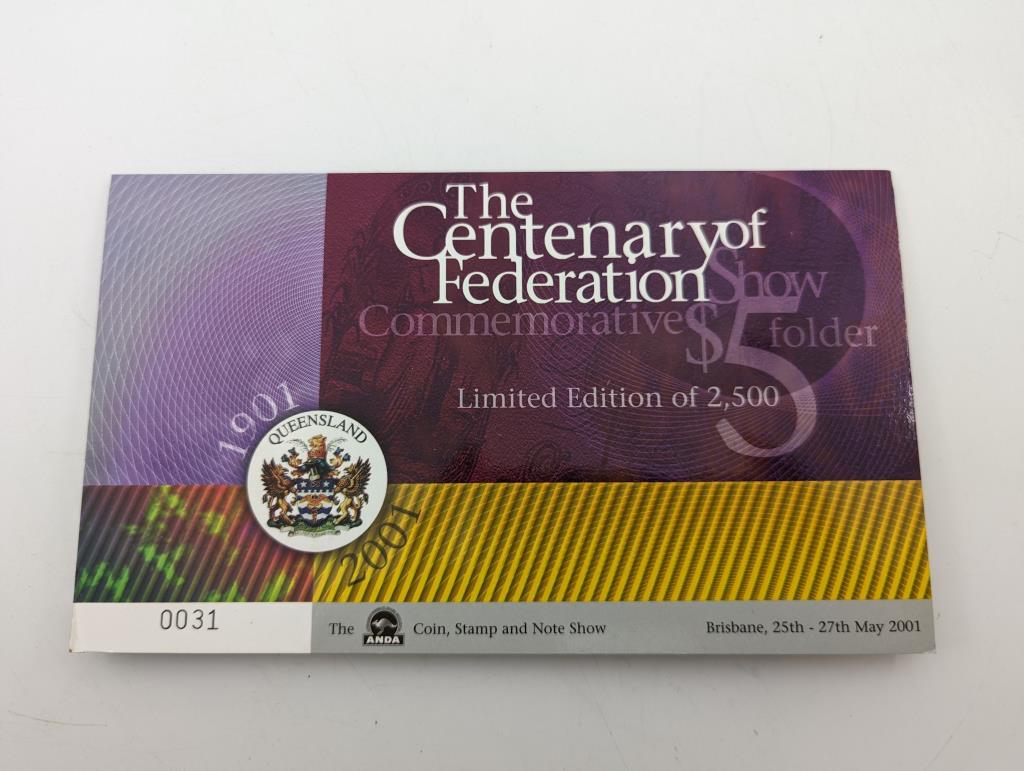 The
Centenary of
Federation Show
Commemorative $5 folder
Limited Edition of 2,500
1901
QUEENSLAND
2001
0031
The ANDA Coin, Stamp and Note Show
Brisbane, 25th - 27th May 2001